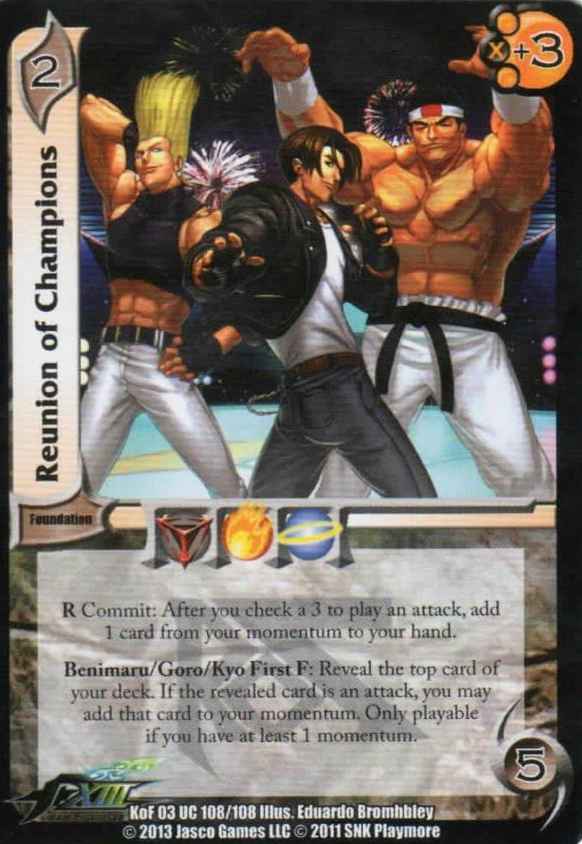 2
+3
X
Reunion of Champions
Foundation
R Commit: After you check a 3 to play an attack, add
1 card from your momentum to your hand.
Benimaru/Goro/Kyo First F: Reveal the top card of
your deck. If the revealed card is an attack, you may
add that card to your momentum. Only playable
if you have at least 1 momentum.
5
XIII
KoF 03 UC 108/108 Illus. Eduardo Bromhbley
© 2013 Jasco Games LLC © 2011 SNK Playmore